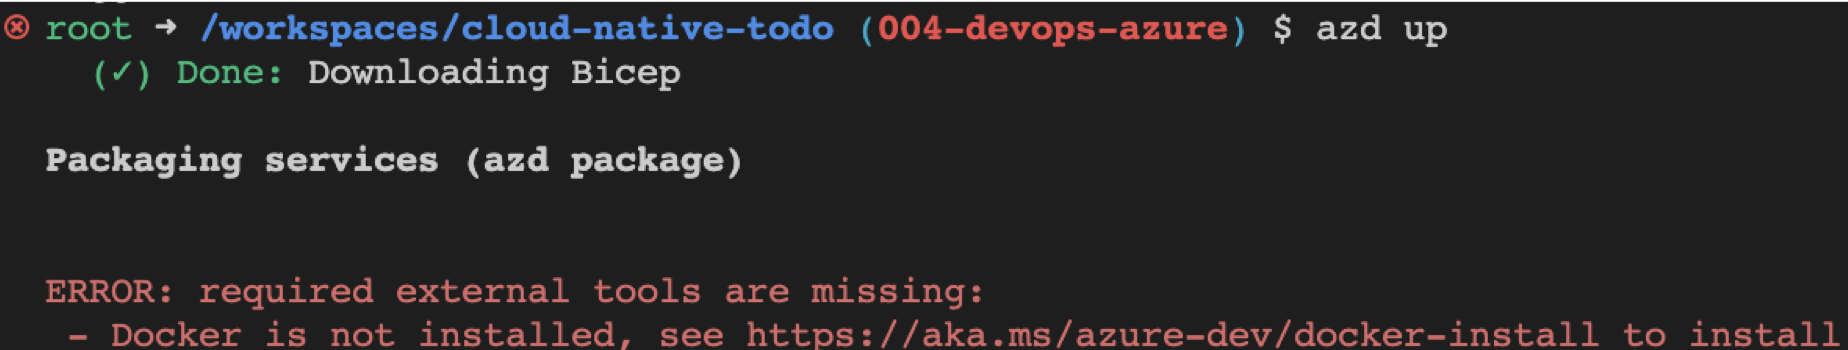 root ➜ /workspaces/cloud-native-todo (004-devops-azure) $ azd up
(✓) Done: Downloading Bicep
Packaging services (azd package)
ERROR: required external tools are missing:
- Docker is not installed, see https://aka.ms/azure-dev/docker-install to install